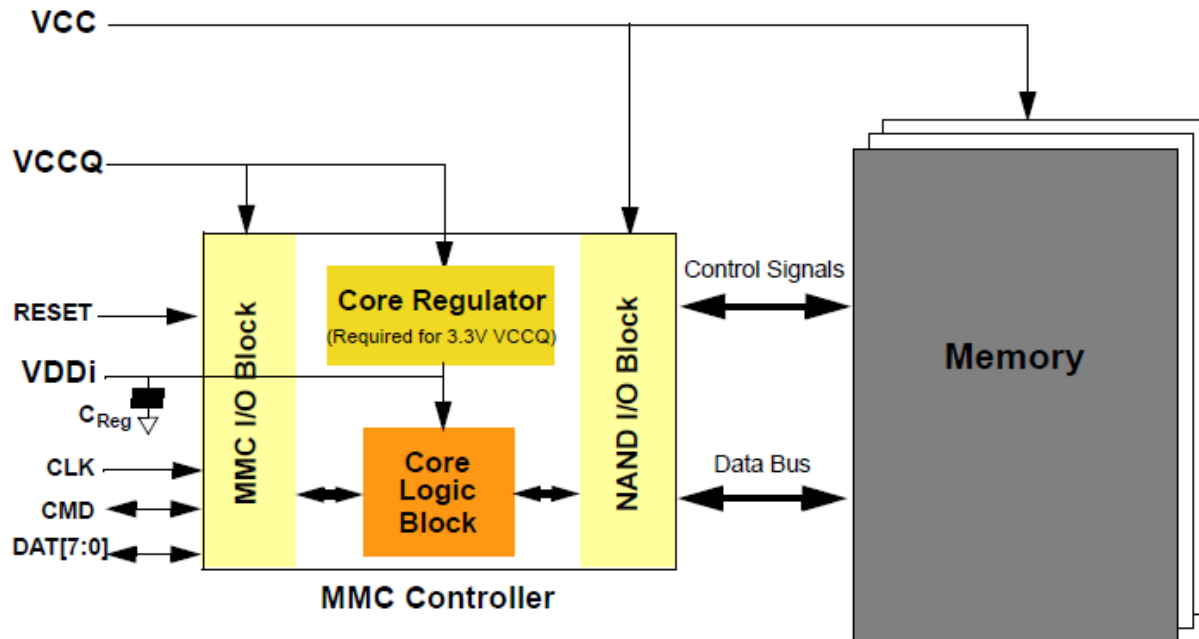 VCC
VCCQ
RESET
VDDi
CReg
CLK
CMD
DAT[7:0]
MMC I/O Block
Core Regulator
(Required for 3.3V VCCQ)
Core
Logic
Block
NAND I/O Block
MMC Controller
Control Signals
Data Bus
Memory